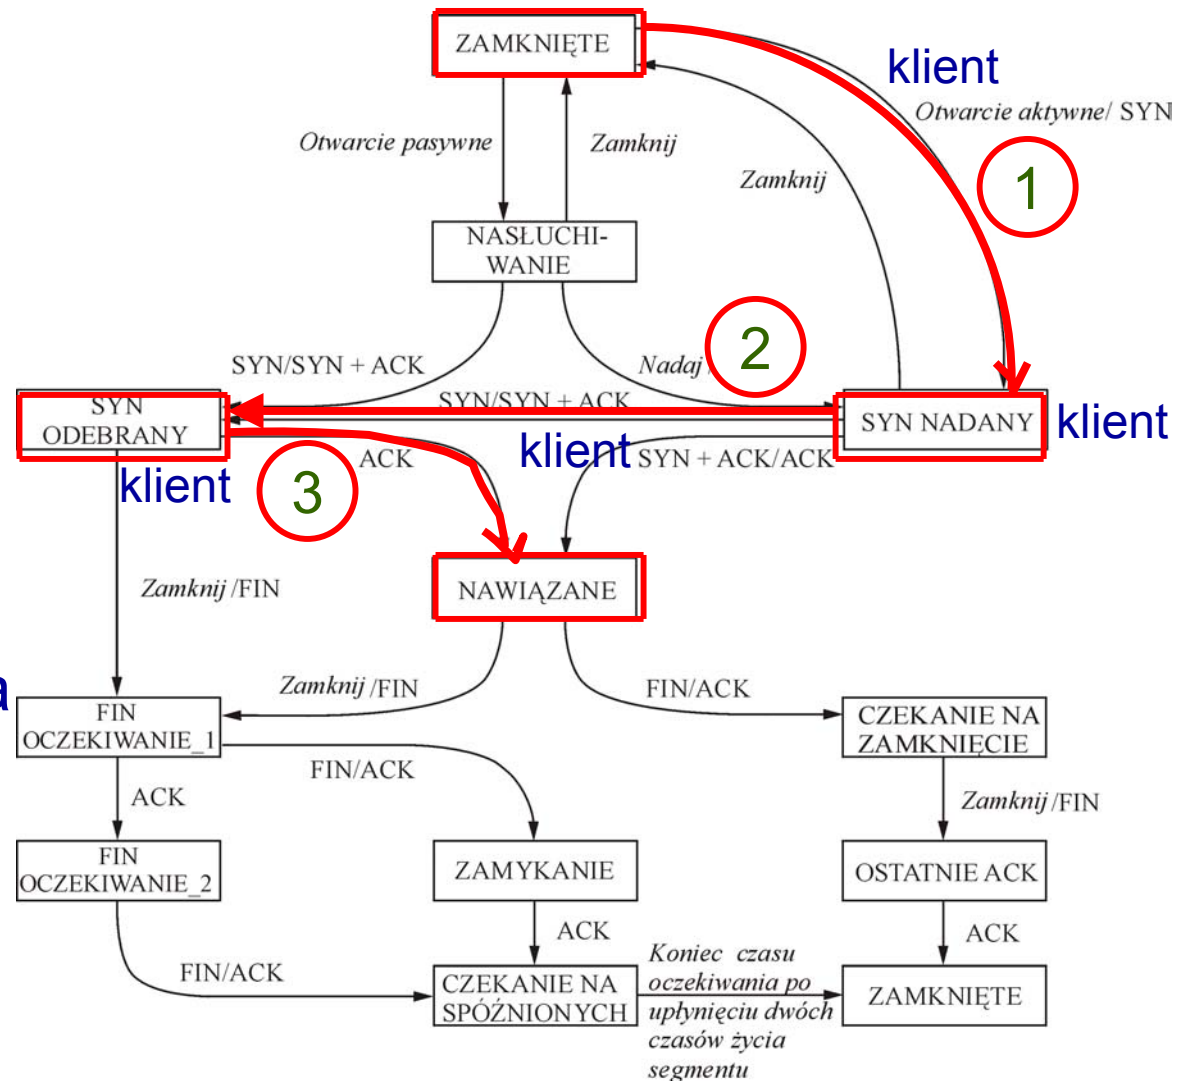 ZAMKNIĘTE
klient
Otwarcie aktywne/ SYN
1
Otwarcie pasywne
Zamknij
Zamknij
NASŁUCHI-
WANIE
2
SYN/SYN + ACK
Nadaj
SYN/SYN + ACK
SYN
ODEBRANY
SYN NADANY
klient
klient
ACK
klient
SYN + ACK/ACK
3
Zamknij /FIN
NAWIĄZANE
a
Zamknij /FIN
FIN/ACK
FIN
OCZEKIWANIE_1
CZEKANIE NA
ZAMKNIĘCIE
FIN/ACK
ACK
Zamknij /FIN
FIN
OCZEKIWANIE_2
ZAMYKANIE
OSTATNIE ACK
ACK
ACK
FIN/ACK
CZEKANIE NA
SPÓŹNIONYCH
Koniec czasu
oczekiwania po
upłynięciu dwóch
czasów życia
segmentu
ZAMKNIĘTE